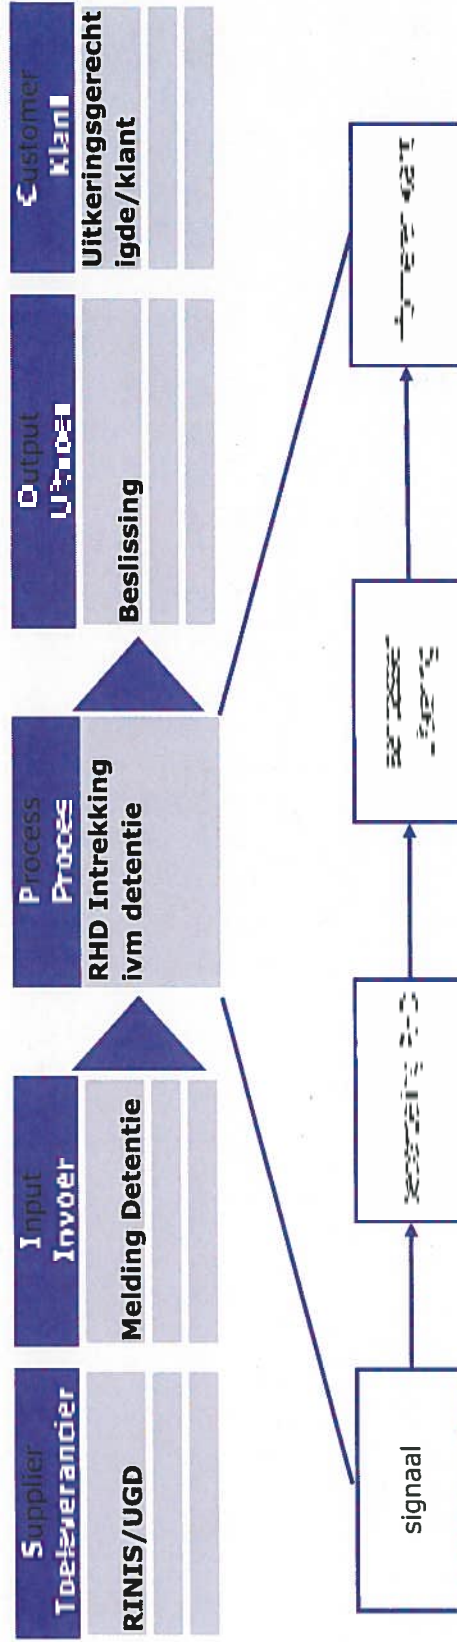 Supplier
Toeleverancier
RINIS/UGD
Input
Invoer
Melding Detentie
Process
Proces
RHD Intrekking
ivm detentie
Output
Beslissing
Customer
Klant
Uitkeringsgerecht
igde/klant
signaal